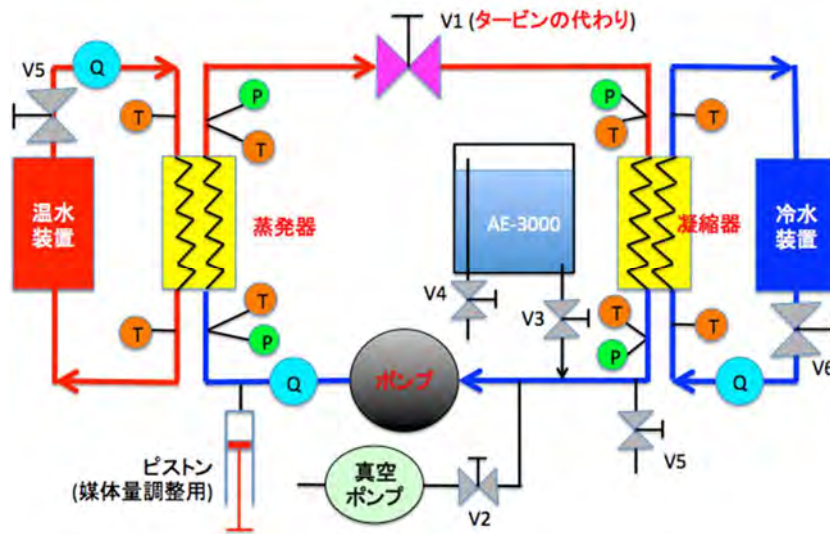 V1 (タービンの代わり)
V5
Q
P
P
T
T
T
T
温水
装置
蒸発器
AE-3000
凝縮器
冷水
装置
V4
V3
T
T
P
T
T
P
V6
Q
ポンプ
Q
ピストン
(媒体量調整用)
真空
ポンプ
V2
V5